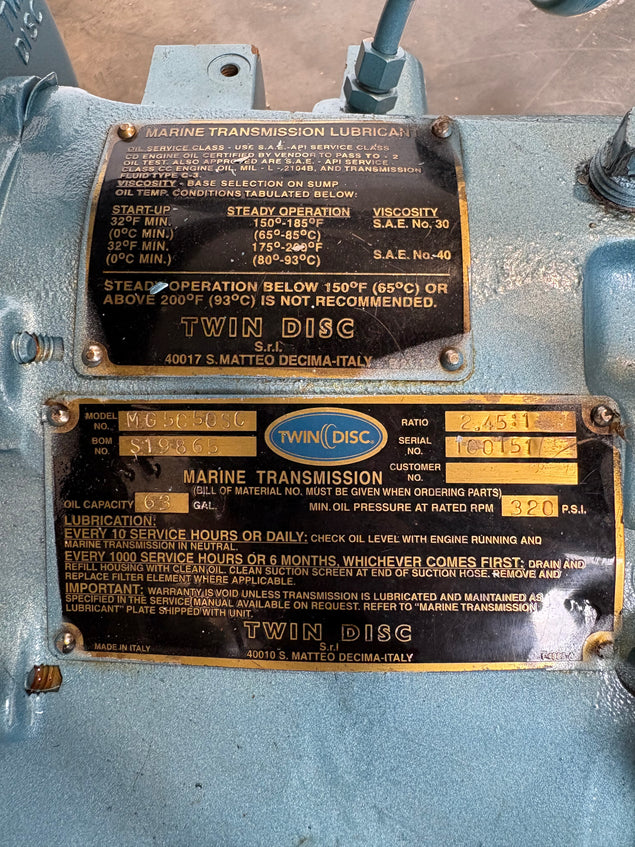 DISC
MARINE TRANSMISSION LUBRICAN
OIL SERVICE CLASS - USE S.A.E.-API SERVICE CLASS
CD ENGINE OIL CERTIFIED BY VENDOR TO PASS TO - 2
OIL TEST. ALSO APPROVED ARE S.A.E. - API SERVICE
CLASS CC ENGINE OIL, MIL - L -2104B, AND TRANSMISSION
FLUID TYPE C-3.
VISCOSITY - BASE SELECTION ON SUMP
OIL TEMP. CONDITIONS TABULATED BELOW:
START-UP STEADY OPERATION VISCOSITY
32°F MIN. 150°-185°F S.A.E. No. 30
(0°C MIN.) (65°-85°C)
32°F MIN. 175°-200°F S.A.E. No-40
(0°C MIN.) (80°-93°C)
STEADY OPERATION BELOW 150°F (65°C) OR
ABOVE 200°F (93°C) IS NOT RECOMMENDED.
TWIN DISC
S.r.l.
40017 S. MATTEO DECIMA-ITALY
MODEL NO. MG5050SC RATIO 2.45:1
BOM NO. S19865 TWIN DISC SERIAL NO.
MARINE TRANSMISSION CUSTOMER NO.
(BILL OF MATERIAL NO. MUST BE GIVEN WHEN ORDERING PARTS)
OIL CAPACITY 63 GAL. MIN. OIL PRESSURE AT RATED RPM 320 P.S.I.
LUBRICATION:
EVERY 10 SERVICE HOURS OR DAILY: CHECK OIL LEVEL WITH ENGINE RUNNING AND
MARINE TRANSMISSION IN NEUTRAL.
EVERY 1000 SERVICE HOURS OR 6 MONTHS, WHICHEVER COMES FIRST: DRAIN AND
REFILL HOUSING WITH CLEAN OIL. CLEAN SUCTION SCREEN AT END OF SUCTION HOSE. REMOVE AND
REPLACE FILTER ELEMENT WHERE APPLICABLE.
IMPORTANT: WARRANTY IS VOID UNLESS TRANSMISSION IS LUBRICATED AND MAINTAINED AS
SPECIFIED IN THE SERVICE MANUAL AVAILABLE ON REQUEST. REFER TO "MARINE TRANSMISSION
LUBRICANT" PLATE SHIPPED WITH UNIT.
TWIN DISC
S.r.l
MADE IN ITALY 40010 S. MATTEO DECIMA-ITALY